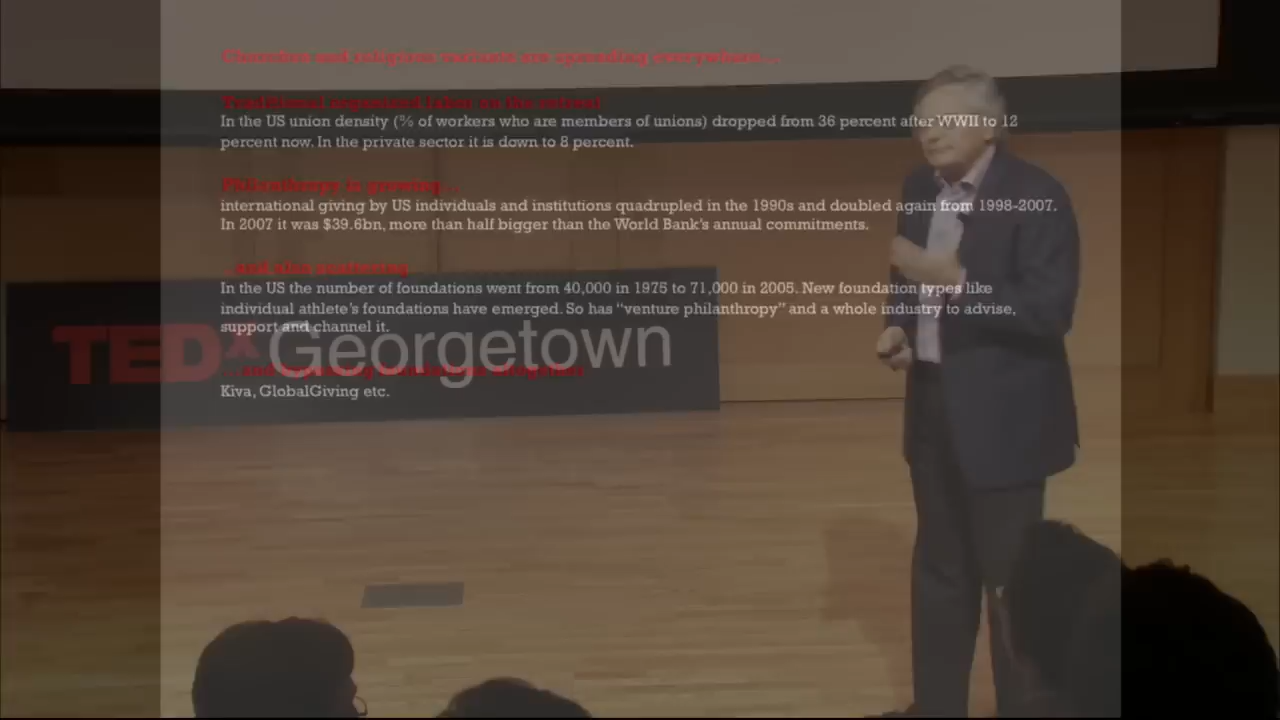 Churches and religious variants are spreading everywhere...
Traditional organized labor on the retreat
In the US union density (% of workers who are members of unions) dropped from 36 percent after WWII to 12
percent now. In the private sector it is down to 8 percent.
Philanthropy is growing...
international giving by US individuals and institutions quadrupled in the 1990s and doubled again from 1998-2007.
In 2007 it was $39.6bn, more than half bigger than the World Bank's annual commitments.
...and also scattering
In the US the number of foundations went from 40,000 in 1975 to 71,000 in 2005. New foundation types like
individual athlete's foundations have emerged. So has "venture philanthropy" and a whole industry to advise,
support and channel it.
TEDx Georgetown
...and bypassing foundations altogether
Kiva, GlobalGiving etc.